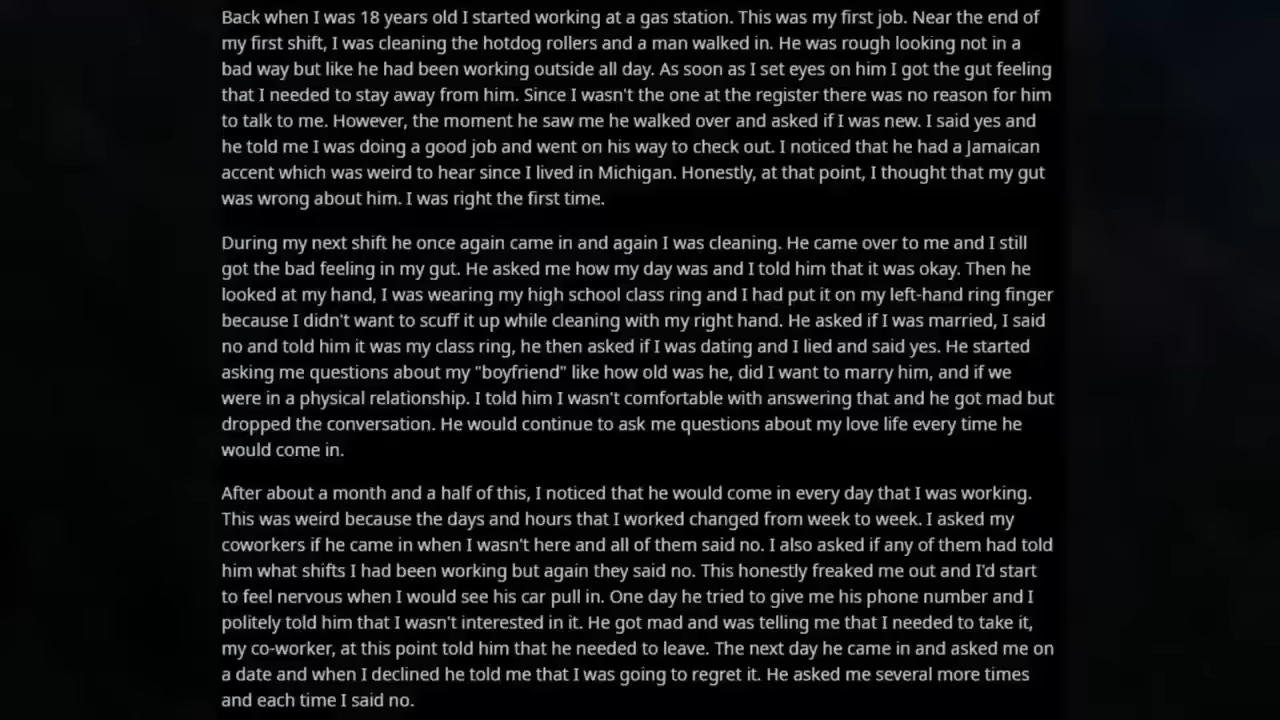 Back when I was 18 years old I started working at a gas station. This was my first job. Near the end of
my first shift, I was cleaning the hotdog rollers and a man walked in. He was rough looking not in a
bad way but like he had been working outside all day. As soon as I set eyes on him I got the gut feeling
that I needed to stay away from him. Since I wasn't the one at the register there was no reason for him
to talk to me. However, the moment he saw me he walked over and asked if I was new. I said yes and
he told me I was doing a good job and went on his way to check out. I noticed that he had a Jamaican
accent which was weird to hear since I lived in Michigan. Honestly, at that point, I thought that my gut
was wrong about him. I was right the first time.
During my next shift he once again came in and again I was cleaning. He came over to me and I still
got the bad feeling in my gut. He asked me how my day was and I told him that it was okay. Then he
looked at my hand, I was wearing my high school class ring and I had put it on my left-hand ring finger
because I didn't want to scuff it up while cleaning with my right hand. He asked if I was married, I said
no and told him it was my class ring, he then asked if I was dating and I lied and said yes. He started
asking me questions about my "boyfriend" like how old was he, did I want to marry him, and if we
were in a physical relationship. I told him I wasn't comfortable with answering that and he got mad but
dropped the conversation. He would continue to ask me questions about my love life every time he
would come in.
After about a month and a half of this, I noticed that he would come in every day that I was working.
This was weird because the days and hours that I worked changed from week to week. I asked my
coworkers if he came in when I wasn't here and all of them said no. I also asked if any of them had told
him what shifts I had been working but again they said no. This honestly freaked me out and I'd start
to feel nervous when I would see his car pull in. One day he tried to give me his phone number and I
politely told him that I wasn't interested in it. He got mad and was telling me that I needed to take it,
my co-worker, at this point told him that he needed to leave. The next day he came in and asked me on
a date and when I declined he told me that I was going to regret it. He asked me several more times
and each time I said no.